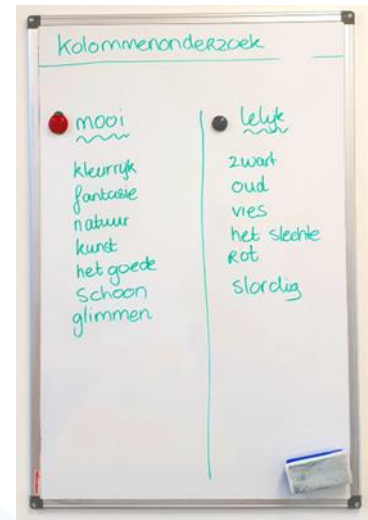 kolommenonderzoek
mooi
kleurrijk
fantasie
natuur
kunst
het goede
schoon
glimmen
lelijk
zwart
oud
vies
het slechte
rot
slordig